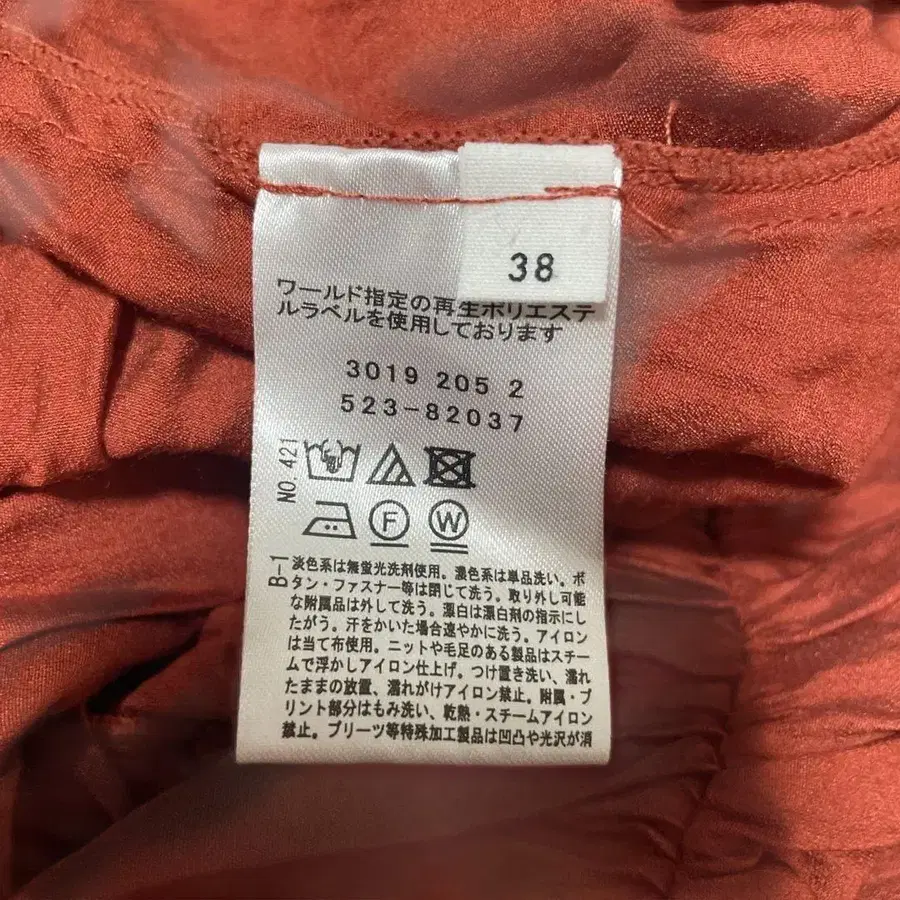 38
ワールド指定の再生ポリエステ
ルラベルを使用しております
3019 205 2
523-82037
NO. 421
F
W
B-1
淡色系は無蛍光洗剤使用。濃色系は単品洗い。ボ
タン・ファスナー等は閉じて洗う。取り外し可能
な附属品は外して洗う。漂白は漂白剤の指示にし
たがう。汗をかいた場合速やかに洗う。アイロン
は当て布使用。ニットや毛足のある製品はスチー
ムで浮かしアイロン仕上げ。つけ置き洗い、濡れ
たままの放置、濡れがけアイロン禁止。附属・プ
リント部分はもみ洗い、乾熱・スチームアイロン
禁止。プリーツ等特殊加工製品は凹凸や光沢が消